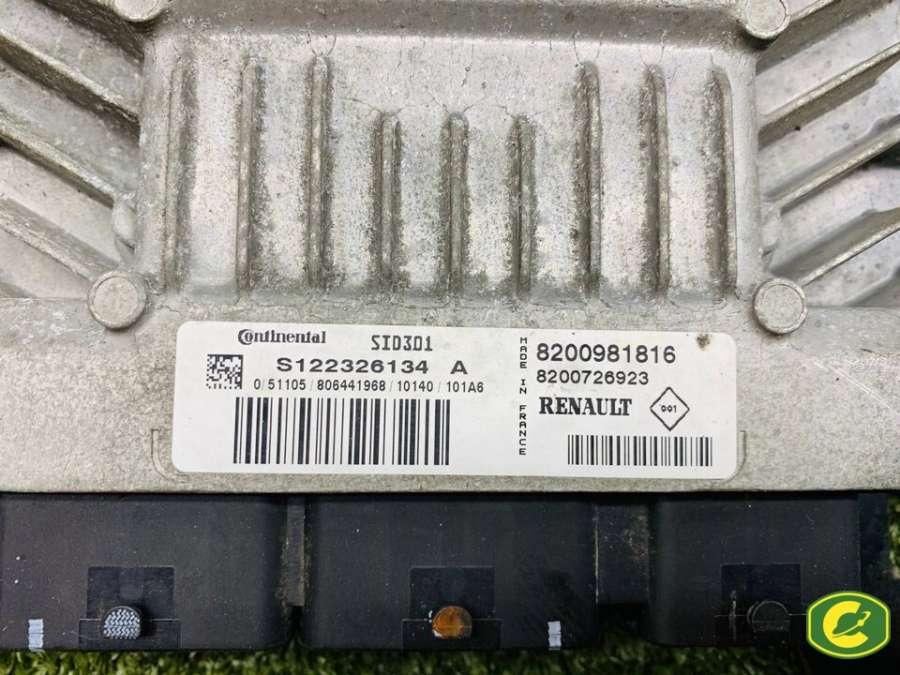 Continental SID301
S122326134 A
0/51105/806441968/10140/101A6
MADE IN FRANCE
8200981816
8200726923
RENAULT 001